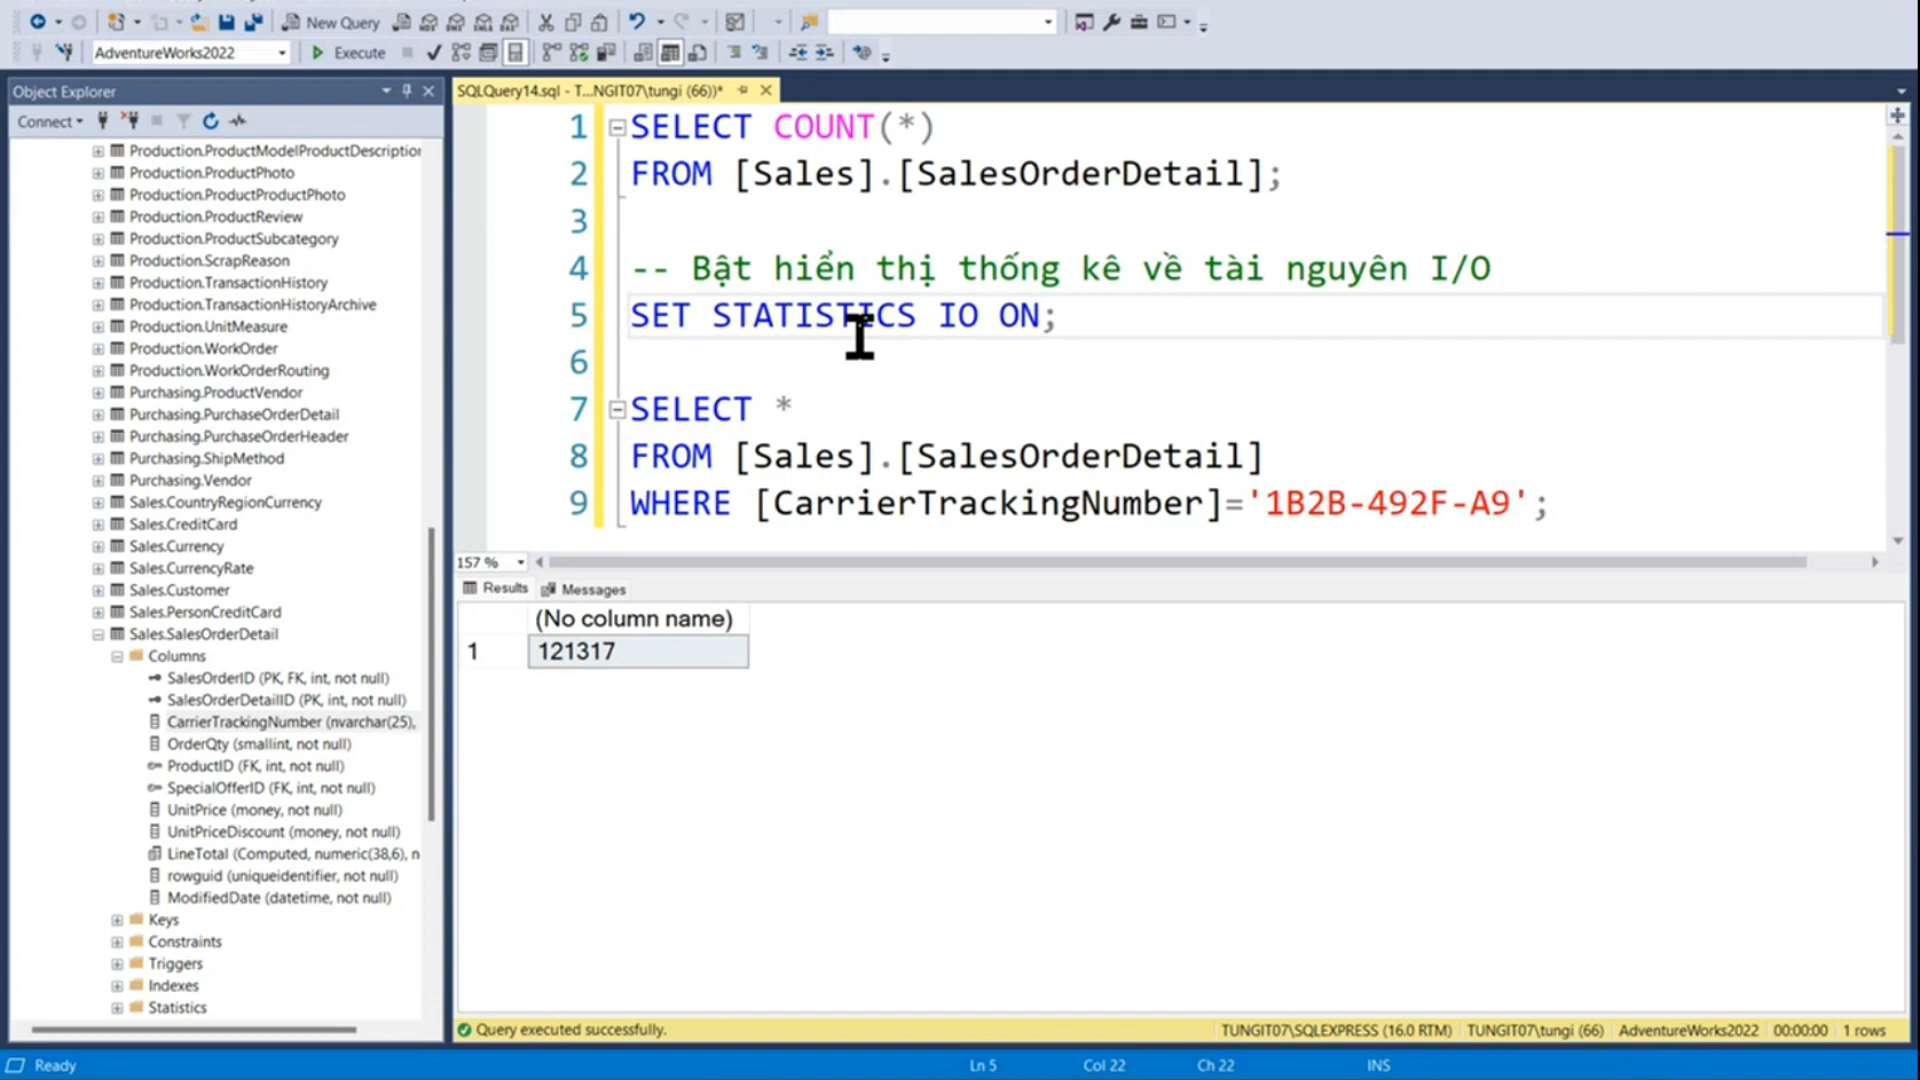 New Query
AdventureWorks2022
Execute
Object Explorer
Connect
Production.ProductModelProductDescription
Production.ProductPhoto
Production.ProductProductPhoto
Production.ProductReview
Production.ProductSubcategory
Production.ScrapReason
Production.TransactionHistory
Production.TransactionHistoryArchive
Production.UnitMeasure
Production.WorkOrder
Production.WorkOrderRouting
Purchasing.ProductVendor
Purchasing.PurchaseOrderDetail
Purchasing.PurchaseOrderHeader
Purchasing.ShipMethod
Purchasing.Vendor
Sales.CountryRegionCurrency
Sales.CreditCard
Sales.Currency
Sales.CurrencyRate
Sales.Customer
Sales.PersonCreditCard
Sales.SalesOrderDetail
Columns
SalesOrderID (PK, FK, int, not null)
SalesOrderDetailID (PK, int, not null)
CarrierTrackingNumber (nvarchar(25),
OrderQty (smallint, not null)
ProductID (FK, int, not null)
SpecialOfferID (FK, int, not null)
UnitPrice (money, not null)
UnitPriceDiscount (money, not null)
LineTotal (Computed, numeric(38,6), n
rowguid (uniqueidentifier, not null)
ModifiedDate (datetime, not null)
Keys
Constraints
Triggers
Indexes
Statistics
SQLQuery14.sql - T...NGIT07\tungi (66))*
1 SELECT COUNT(*)
2 FROM [Sales].[SalesOrderDetail];
3
4 -- Bật hiển thị thống kê về tài nguyên I/O
5 SET STATISTICS IO ON;
6
7 SELECT *
8 FROM [Sales].[SalesOrderDetail]
9 WHERE [CarrierTrackingNumber]='1B2B-492F-A9';
157 %
Results Messages
(No column name)
1 121317
Query executed successfully. TUNGIT07\SQLEXPRESS (16.0 RTM) TUNGIT07\tungi (66) AdventureWorks2022 00:00:00 1 rows
Ready Ln 5 Col 22 Ch 22 INS